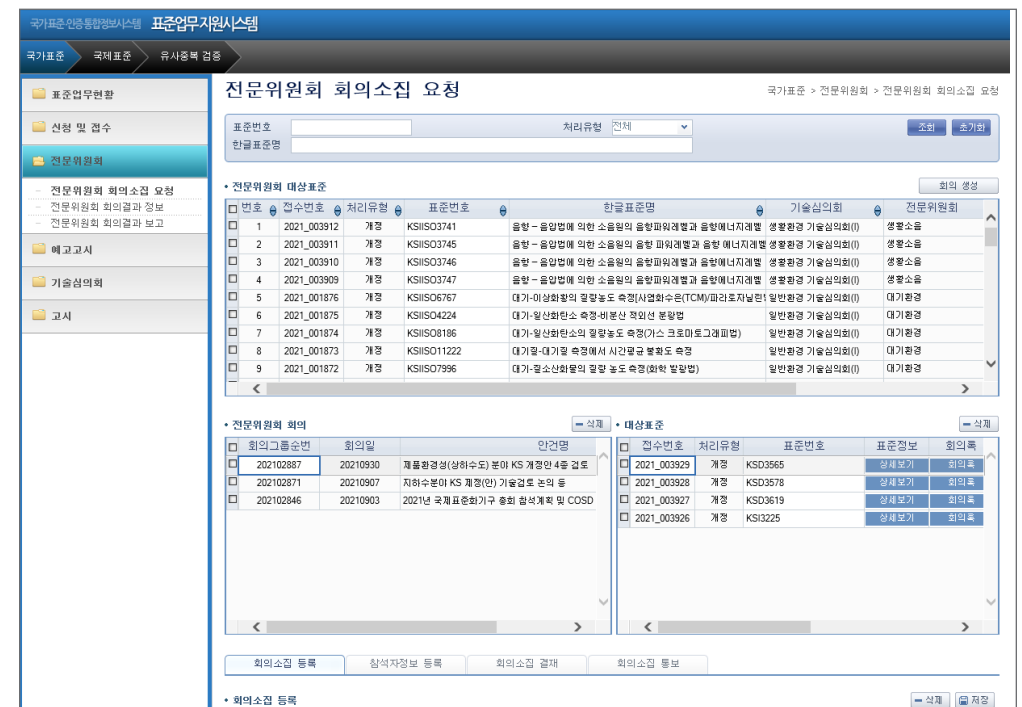 국가표준·인증통합정보시스템 표준업무지원시스템
국가표준 국제표준 유사중복 검증
표준업무현황
신청 및 접수
전문위원회
전문위원회 회의소집 요청
전문위원회 회의결과 정보
전문위원회 회의결과 보고
예고고시
기술심의회
고시
전문위원회 회의소집 요청
국가표준 > 전문위원회 > 전문위원회 회의소집 요청
표준번호 처리유형 전체 조회 초기화
한글표준명
• 전문위원회 대상표준 회의 생성
번호 접수번호 처리유형 표준번호 한글표준명 기술심의회 전문위원회
1 2021_003912 개정 KSIISO3741 음향 – 음압법에 의한 소음원의 음향파워레벨과 음향에너지레벨 생활환경 기술심의회(I) 생활소음
2 2021_003911 개정 KSIISO3745 음향 – 음압법에 의한 소음원의 음향 파워레벨과 음향 에너지레벨 생활환경 기술심의회(I) 생활소음
3 2021_003910 개정 KSIISO3746 음향 – 음압법에 의한 소음원의 음향파워레벨과 음향에너지레벨 생활환경 기술심의회(I) 생활소음
4 2021_003909 개정 KSIISO3747 음향 – 음압법에 의한 소음원의 음향파워레벨과 음향에너지레벨 생활환경 기술심의회(I) 생활소음
5 2021_001876 개정 KSIISO6767 대기-이상화황의 질량농도 측정[사염화수은(TCM)/파라로자닐린 일반환경 기술심의회(I) 대기환경
6 2021_001875 개정 KSIISO4224 대기-일산화탄소 측정-비분산 적외선 분광법 일반환경 기술심의회(I) 대기환경
7 2021_001874 개정 KSIISO8186 대기-일산화탄소의 질량농도 측정(가스 크로마토그래피법) 일반환경 기술심의회(I) 대기환경
8 2021_001873 개정 KSIISO11222 대기질-대기질 측정에서 시간평균 불확도 측정 일반환경 기술심의회(I) 대기환경
9 2021_001872 개정 KSIISO7996 대기-질소산화물의 질량 농도 측정(화학 발광법) 일반환경 기술심의회(I) 대기환경
• 전문위원회 회의 삭제
회의그룹순번 회의일 안건명
202102887 20210930 제품환경성(상하수도) 분야 KS 개정안 4종 검토
202102871 20210907 지하수분야 KS 제정(안) 기술검토 논의 등
202102846 20210903 2021년 국제표준화기구 총회 참석계획 및 COSD
• 대상표준 삭제
접수번호 처리유형 표준번호 표준정보 회의록
2021_003929 개정 KSD3565 상세보기 회의록
2021_003928 개정 KSD3578 상세보기 회의록
2021_003927 개정 KSD3619 상세보기 회의록
2021_003926 개정 KSI3225 상세보기 회의록
회의소집 등록 참석자정보 등록 회의소집 결재 회의소집 통보
• 회의소집 등록 삭제 저장